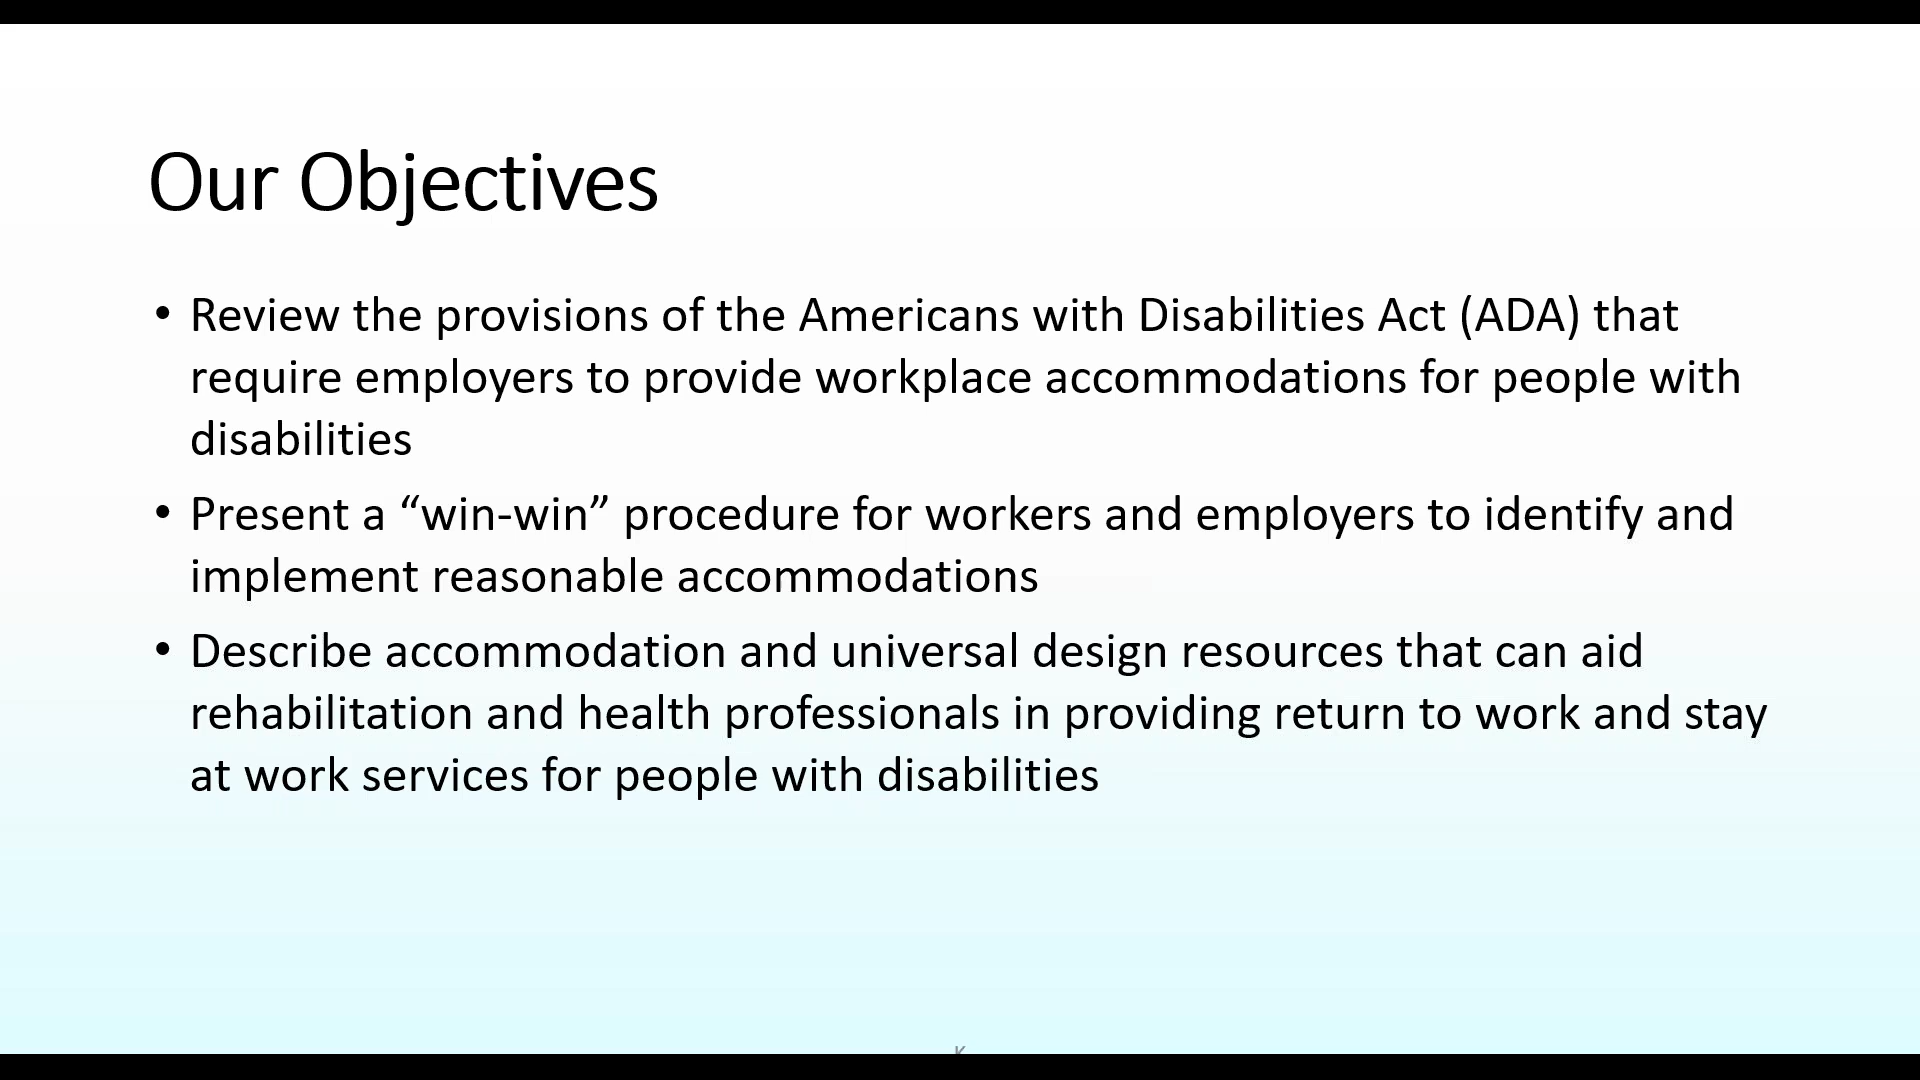 Our Objectives
• Review the provisions of the Americans with Disabilities Act (ADA) that
require employers to provide workplace accommodations for people with
disabilities
• Present a “win-win” procedure for workers and employers to identify and
implement reasonable accommodations
• Describe accommodation and universal design resources that can aid
rehabilitation and health professionals in providing return to work and stay
at work services for people with disabilities